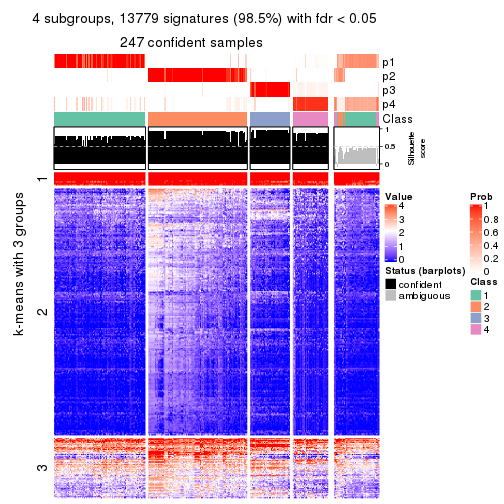 4 subgroups, 13779 signatures (98.5%) with fdr < 0.05
247 confident samples
p1
p2
p3
p4
Class
1
0.5
0
Silhouette
score
k-means with 3 groups
1
2
3
Value
4
3
2
1
0
Status (barplots)
confident
ambiguous
Prob
1
0.8
0.6
0.4
0.2
0
Class
1
2
3
4